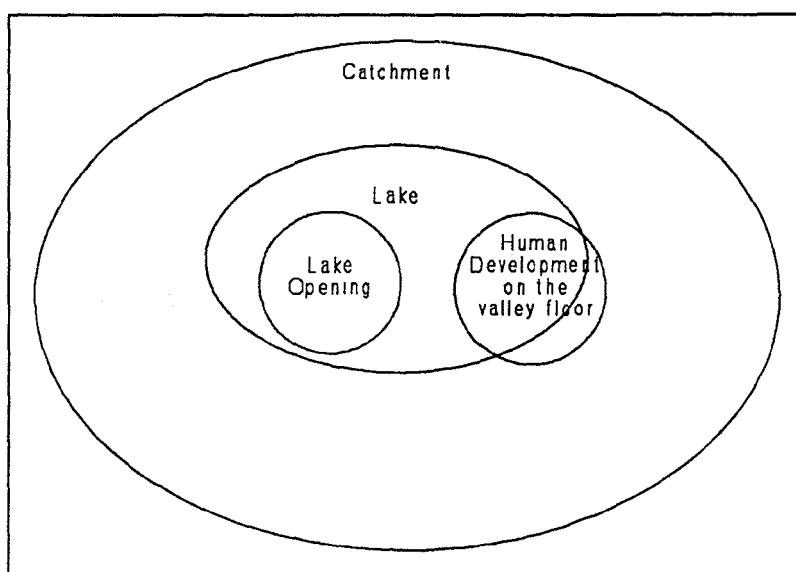 Catchment
Lake
Lake
Opening
Human
Development
on the
valley floor